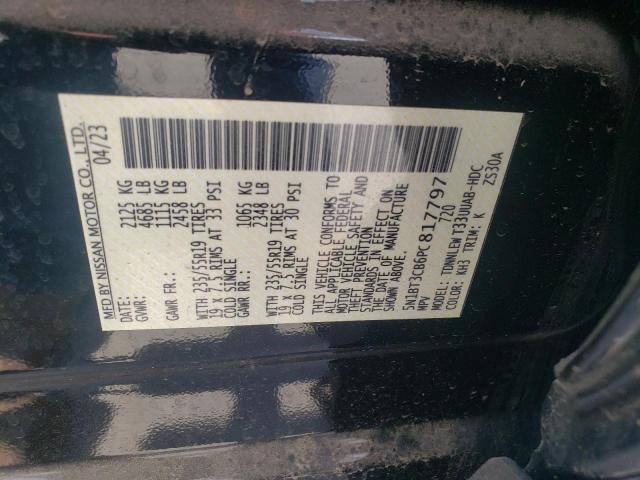 MFD BY NISSAN MOTOR CO., LTD.
04/23
GVWR: 2125 KG
4685 LB
GAWR FR.: 1115 KG
2458 LB
WITH 235/55R19 TIRES
19 x 7.5 RIMS AT 33 PSI
COLD SINGLE
GAWR RR.: 1065 KG
2348 LB
WITH 235/55R19 TIRES
19 x 7.5 RIMS AT 30 PSI
COLD SINGLE
THIS VEHICLE CONFORMS TO
ALL APPLICABLE FEDERAL
MOTOR VEHICLE SAFETY AND
THEFT PREVENTION STANDARDS
IN EFFECT ON THE DATE OF
MANUFACTURE SHOWN
ABOVE.
5N1BT3CB6PC817797
MPV 720
MODEL: TDNNLEWT33UUAB-HDC
COLOR: KH3 TRIM: K
ZS30A